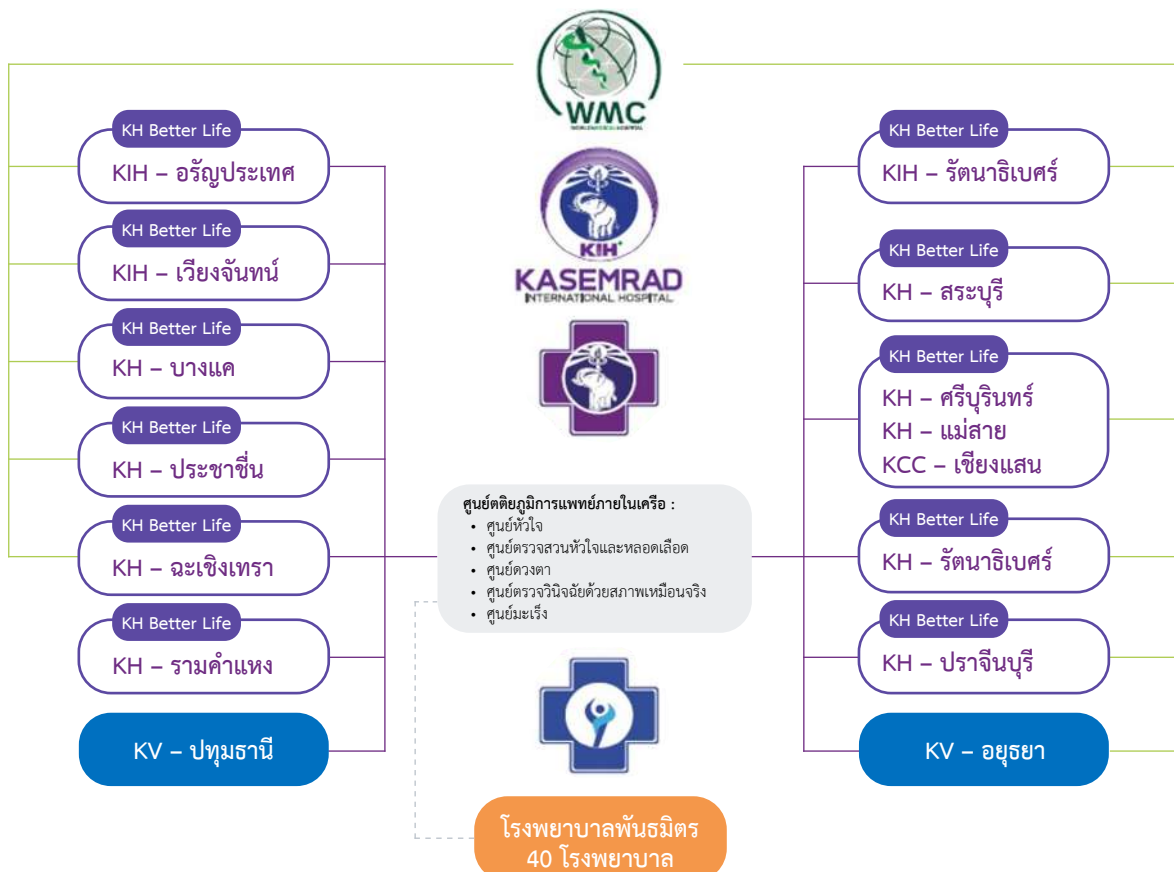 WMC
KH Better Life
KIH – อรัญประเทศ
KH Better Life
KIH – เวียงจันทน์
KH Better Life
KH – บางแค
KH Better Life
KH – ประชาชื่น
KH Better Life
KH – ฉะเชิงเทรา
KH Better Life
KH – รามคำแหง
KV – ปทุมธานี
KIH
KASEMRAD
INTERNATIONAL HOSPITAL
ศูนย์ตติยภูมิการแพทย์ภายในเครือ :
• ศูนย์หัวใจ
• ศูนย์ตรวจสวนหัวใจและหลอดเลือด
• ศูนย์ดวงตา
• ศูนย์ตรวจวินิจฉัยด้วยสภาพเหมือนจริง
• ศูนย์มะเร็ง
โรงพยาบาลพันธมิตร
40 โรงพยาบาล
KH Better Life
KIH – รัตนาธิเบศร์
KH Better Life
KH – สระบุรี
KH Better Life
KH – ศรีบุรินทร์
KH – แม่สาย
KCC – เชียงแสน
KH Better Life
KH – รัตนาธิเบศร์
KH Better Life
KH – ปราจีนบุรี
KV – อยุธยา